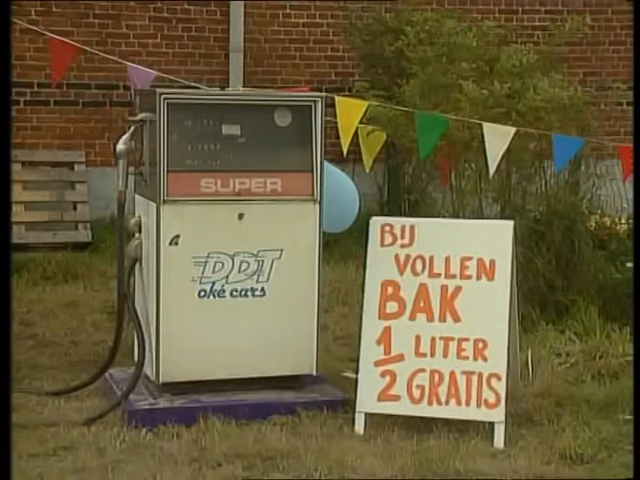 SUPER
DDT
oké cars
BIJ
VOLLEN
BAK
1 LITER
2 GRATIS